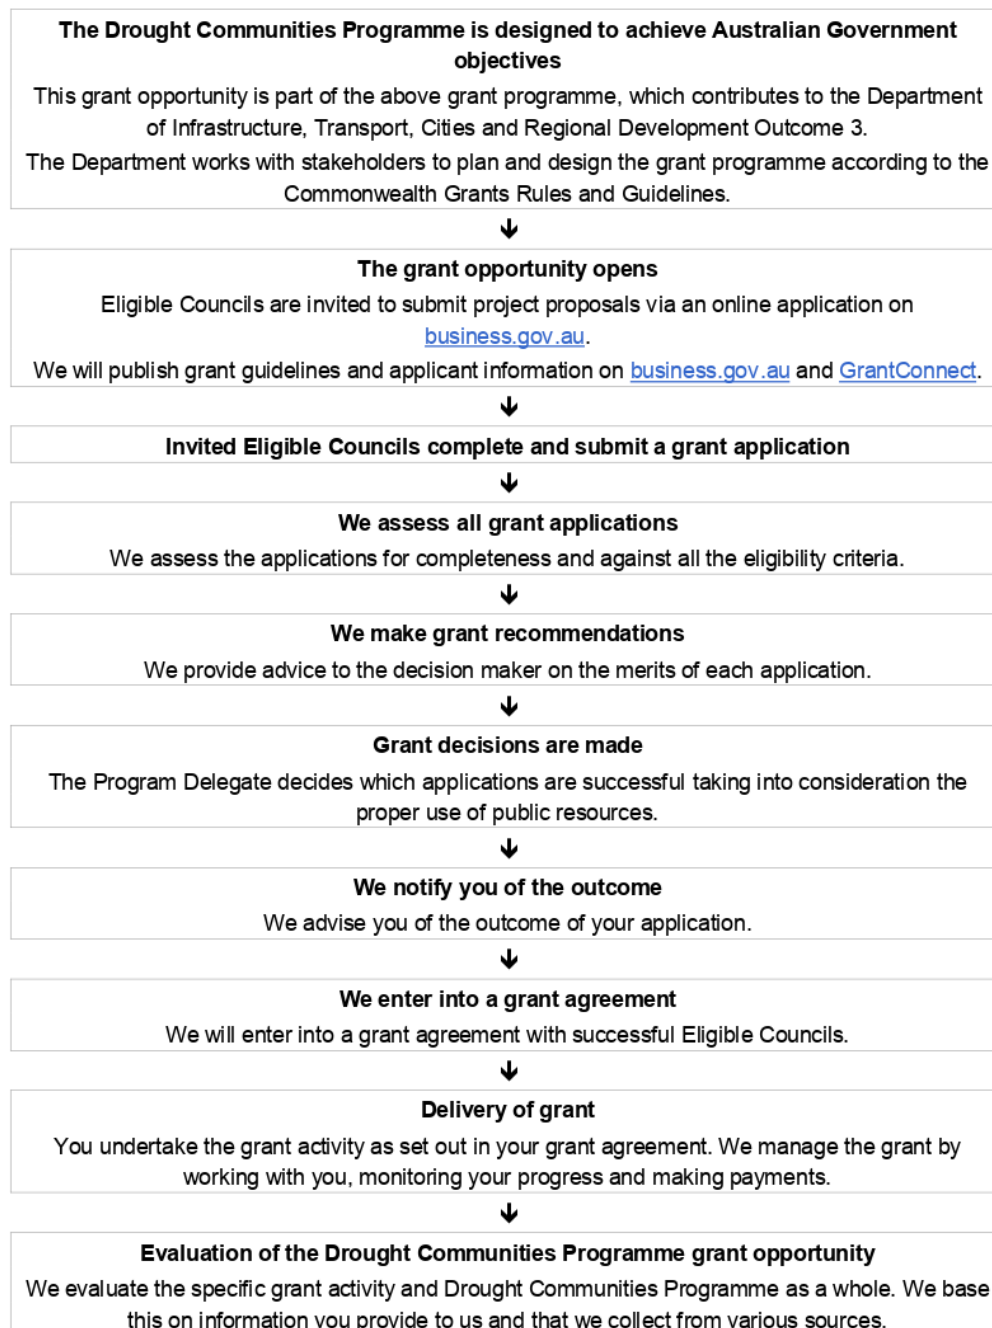 The Drought Communities Programme is designed to achieve Australian Government
objectives
This grant opportunity is part of the above grant programme, which contributes to the Department
of Infrastructure, Transport, Cities and Regional Development Outcome 3.
The Department works with stakeholders to plan and design the grant programme according to the
Commonwealth Grants Rules and Guidelines.
The grant opportunity opens
Eligible Councils are invited to submit project proposals via an online application on
business.gov.au.
We will publish grant guidelines and applicant information on business.gov.au and GrantConnect.
Invited Eligible Councils complete and submit a grant application
We assess all grant applications
We assess the applications for completeness and against all the eligibility criteria.
We make grant recommendations
We provide advice to the decision maker on the merits of each application.
Grant decisions are made
The Program Delegate decides which applications are successful taking into consideration the
proper use of public resources.
We notify you of the outcome
We advise you of the outcome of your application.
We enter into a grant agreement
We will enter into a grant agreement with successful Eligible Councils.
Delivery of grant
You undertake the grant activity as set out in your grant agreement. We manage the grant by
working with you, monitoring your progress and making payments.
Evaluation of the Drought Communities Programme grant opportunity
We evaluate the specific grant activity and Drought Communities Programme as a whole. We base
this on information you provide to us and that we collect from various sources.